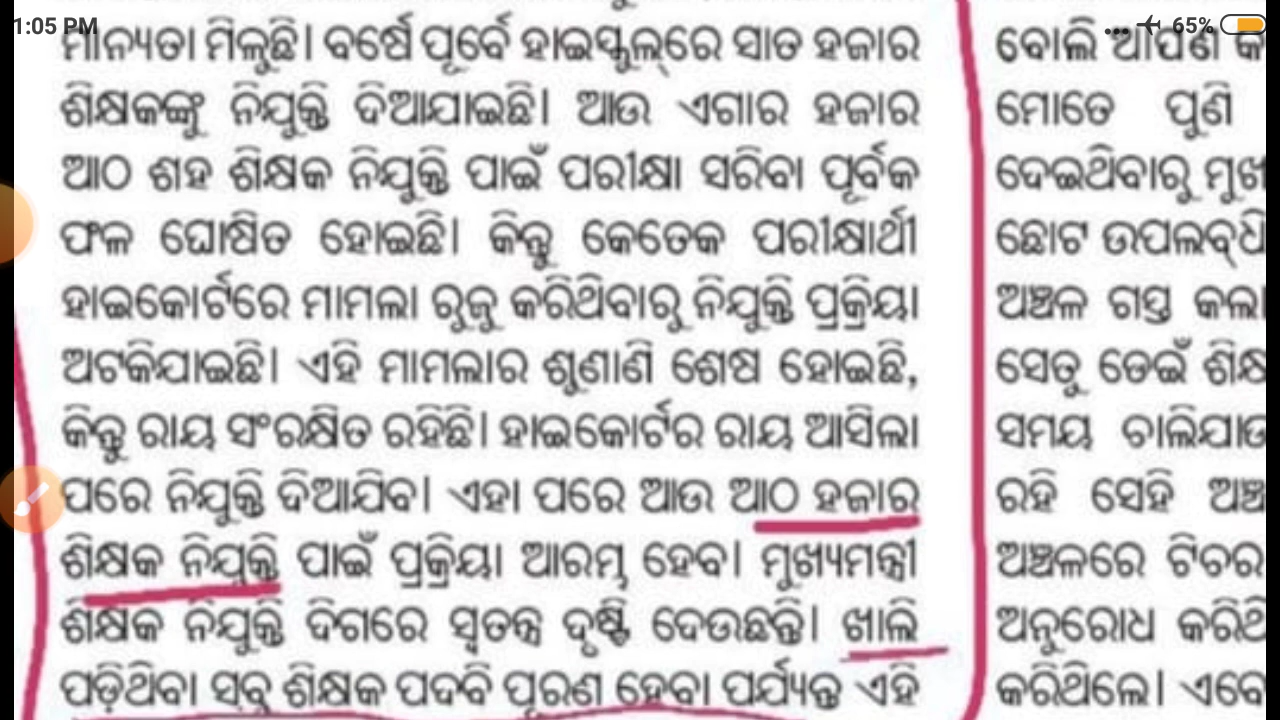 1:05 PM
... 65%
ମାନ୍ୟତା ମିଳୁଛି। ବର୍ଷେ ପୂର୍ବେ ହାଇସ୍କୁଲ୍‌ରେ ସାତ ହଜାର
ଶିକ୍ଷକଙ୍କୁ ନିଯୁକ୍ତି ଦିଆଯାଇଛି। ଆଉ ଏଗାର ହଜାର
ଆଠ ଶହ ଶିକ୍ଷକ ନିଯୁକ୍ତି ପାଇଁ ପରୀକ୍ଷା ସରିବା ପୂର୍ବକ
ଫଳ ଘୋଷିତ ହୋଇଛି। କିନ୍ତୁ କେତେକ ପରୀକ୍ଷାର୍ଥୀ
ହାଇକୋର୍ଟରେ ମାମଲା ରୁଜୁ କରିଥିବାରୁ ନିଯୁକ୍ତି ପ୍ରକ୍ରିୟା
ଅଟକିଯାଇଛି। ଏହି ମାମଲାର ଶୁଣାଣି ଶେଷ ହୋଇଛି,
କିନ୍ତୁ ରାୟ ସଂରକ୍ଷିତ ରହିଛି। ହାଇକୋର୍ଟର ରାୟ ଆସିଲା
ପରେ ନିଯୁକ୍ତି ଦିଆଯିବ। ଏହା ପରେ ଆଉ ଆଠ ହଜାର
ଶିକ୍ଷକ ନିଯୁକ୍ତି ପାଇଁ ପ୍ରକ୍ରିୟା ଆରମ୍ଭ ହେବ। ମୁଖ୍ୟମନ୍ତ୍ରୀ
ଶିକ୍ଷକ ନିଯୁକ୍ତି ଦିଗରେ ସ୍ୱତନ୍ତ୍ର ଦୃଷ୍ଟି ଦେଉଛନ୍ତି। ଖାଲି
ପଡ଼ିଥିବା ସବୁ ଶିକ୍ଷକ ପଦବି ପୂରଣ ହେବା ପର୍ଯ୍ୟନ୍ତ ଏହି
ବୋଲି ଆପଣ
ମୋତେ ପୁଣି
ଦେଇଥିବାରୁ
ଛୋଟ
ଅଞ୍ଚଳ ଗସ୍ତ
ସେତୁ ଡେଇଁ
ସମୟ
ରହି ସେହି
ଅଞ୍ଚଳରେ ଟିଚର
ଅନୁରୋଧ
କରିଥିଲେ। ଏବେ